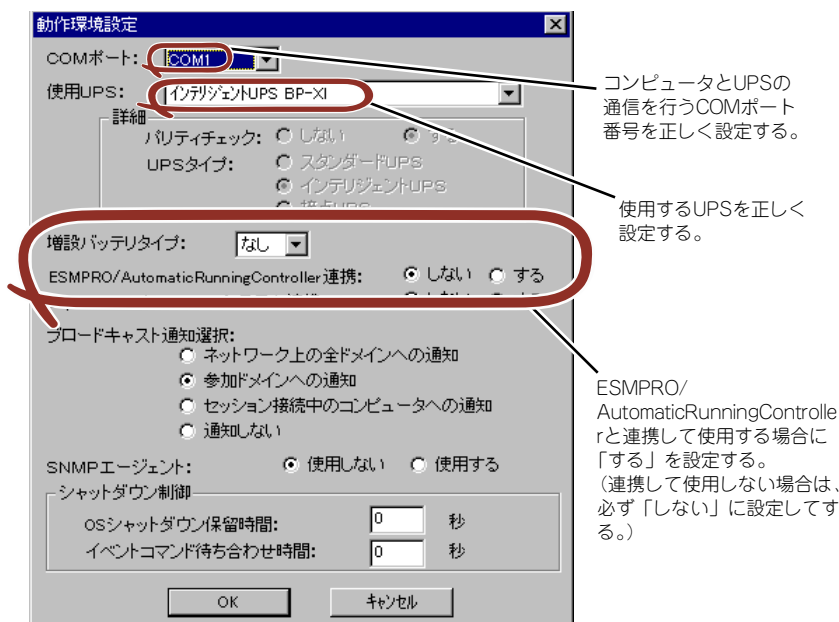 動作環境設定
COMポート: COM1
使用UPS: インテリジェントUPS BP-XI
詳細
パリティチェック: しない する
UPSタイプ: スタンダードUPS
インテリジェントUPS
接点UPS
増設バッテリタイプ: なし
ESMPRO/AutomaticRunningController連携: しない する
ブロードキャスト通知選択:
ネットワーク上の全ドメインへの通知
参加ドメインへの通知
セッション接続中のコンピュータへの通知
通知しない
SNMPエージェント: 使用しない 使用する
シャットダウン制御
OSシャットダウン保留時間: 0 秒
イベントコマンド待ち合わせ時間: 0 秒
OK キャンセル
コンピュータとUPSの
通信を行うCOMポート
番号を正しく設定する。
使用するUPSを正しく
設定する。
ESMPRO/
AutomaticRunningControlle
rと連携して使用する場合に
「する」を設定する。
（連携して使用しない場合は、
必ず「しない」に設定してす
る。）